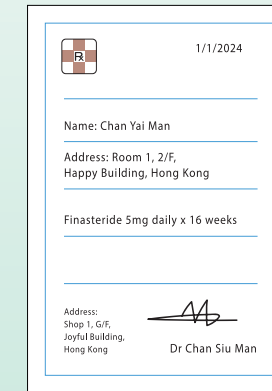 ℞
1/1/2024
Name: Chan Yai Man
Address: Room 1, 2/F,
Happy Building, Hong Kong
Finasteride 5mg daily x 16 weeks
Address:
Shop 1, G/F,
Joyful Building,
Hong Kong
Dr Chan Siu Man